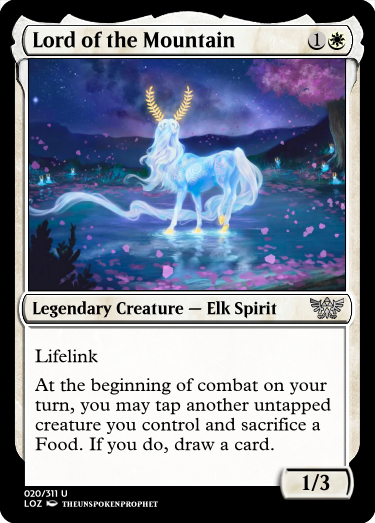 Lord of the Mountain 1
Legendary Creature — Elk Spirit
Lifelink
At the beginning of combat on your
turn, you may tap another untapped
creature you control and sacrifice a
Food. If you do, draw a card.
1/3
020/311 U
LOZ THEUNSPOKENPROPHET